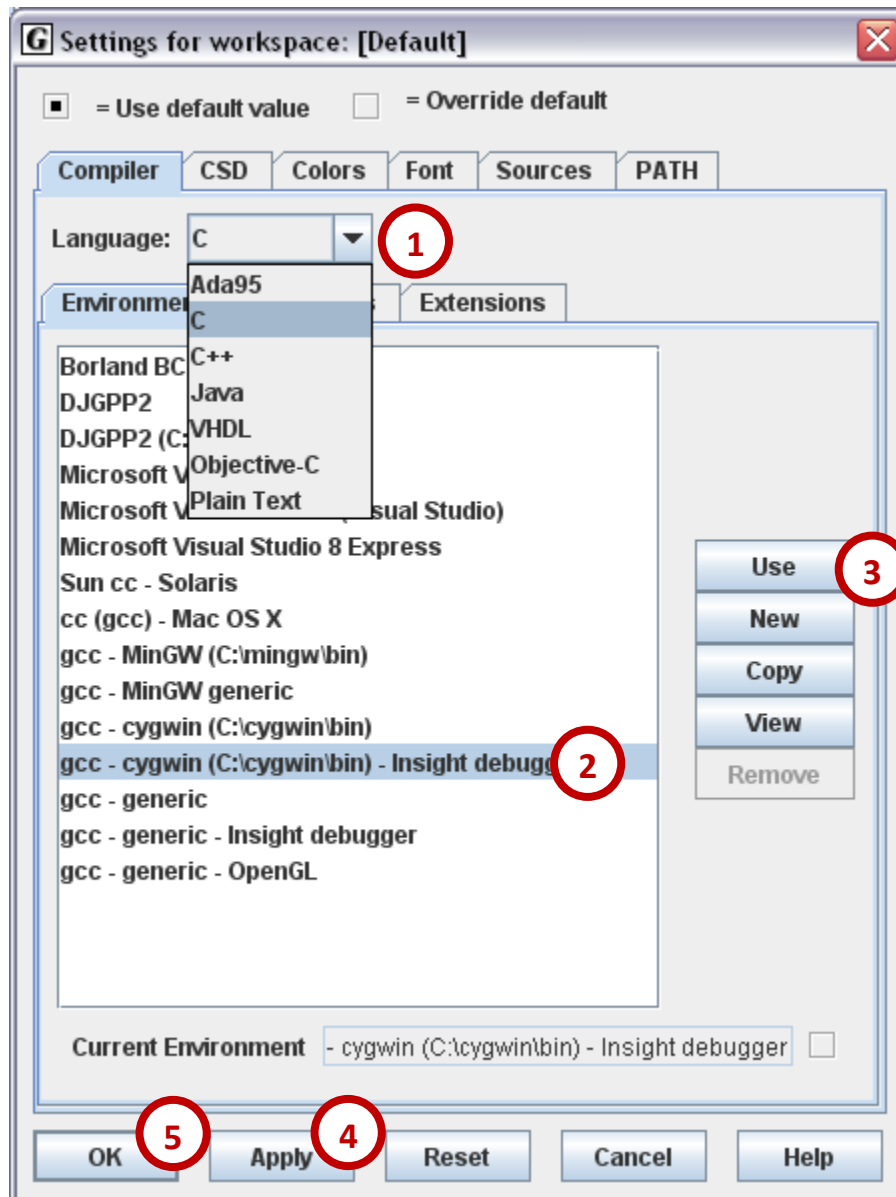 G Settings for workspace: [Default]
= Use default value = Override default
Compiler CSD Colors Font Sources PATH
Language: C 1
Ada95
C
C++
Java
VHDL
Objective-C
Plain Text
Extensions
Borland
DJGPP2
DJGPP2
Microsoft
Microsoft Studio)
Microsoft Visual Studio 8 Express
Sun cc - Solaris
cc (gcc) - Mac OS X
gcc - MinGW (C:\mingw\bin)
gcc - MinGW generic
gcc - cygwin (C:\cygwin\bin)
gcc - cygwin (C:\cygwin\bin) - Insight debugg 2
gcc - generic
gcc - generic - Insight debugger
gcc - generic - OpenGL
Use 3
New
Copy
View
Remove
Current Environment - cygwin (C:\cygwin\bin) - Insight debugger
OK 5 Apply 4 Reset Cancel Help